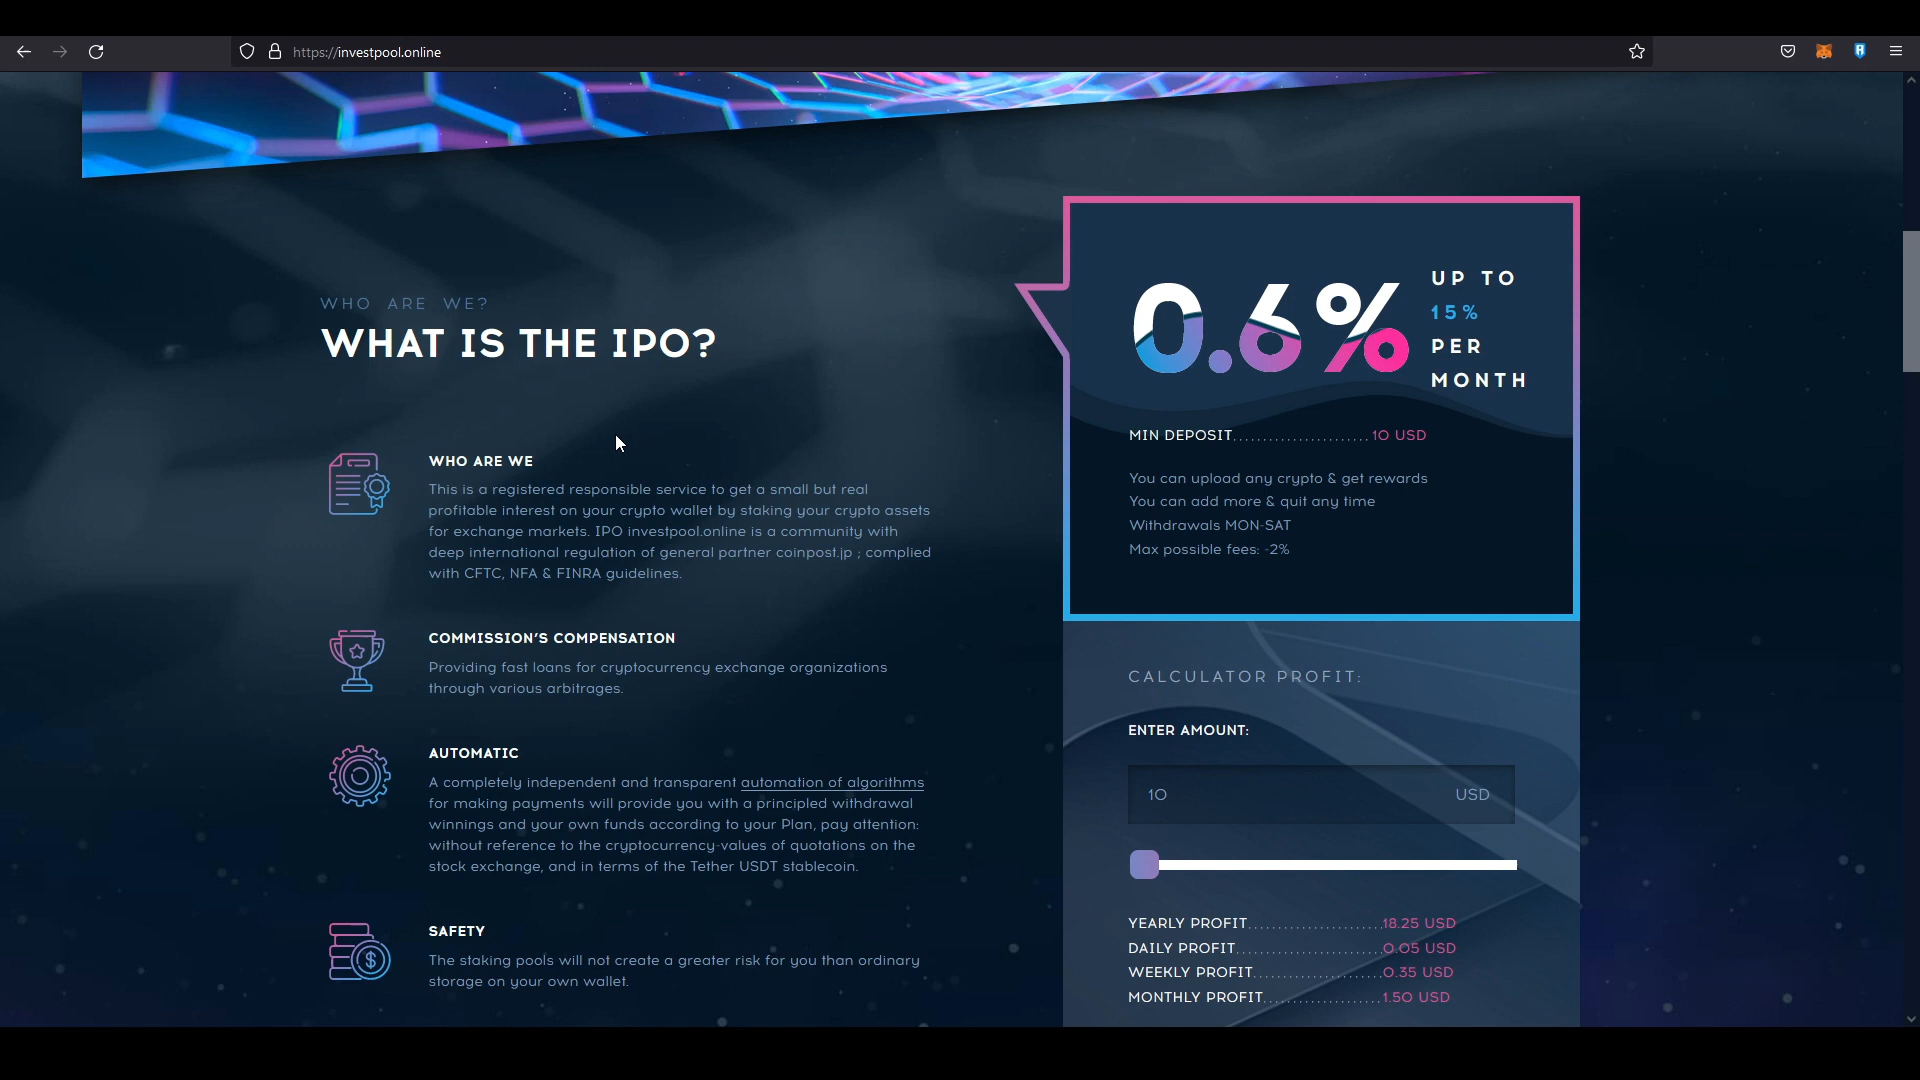 https://investpool.online
WHO ARE WE?
WHAT IS THE IPO?
WHO ARE WE
This is a registered responsible service to get a small but real
profitable interest on your crypto wallet by staking your crypto assets
for exchange markets. IPO investpool.online is a community with
deep international regulation of general partner coinpost.jp ; complied
with CFTC, NFA & FINRA guidelines.
COMMISSION'S COMPENSATION
Providing fast loans for cryptocurrency exchange organizations
through various arbitrages.
AUTOMATIC
A completely independent and transparent automation of algorithms
for making payments will provide you with a principled withdrawal
winnings and your own funds according to your Plan, pay attention:
without reference to the cryptocurrency-values of quotations on the
stock exchange, and in terms of the Tether USDT stablecoin.
SAFETY
The staking pools will not create a greater risk for you than ordinary
storage on your own wallet.
0.6%
UP TO
15%
PER
MONTH
MIN DEPOSIT....................... 10 USD
You can upload any crypto & get rewards
You can add more & quit any time
Withdrawals MON-SAT
Max possible fees: -2%
CALCULATOR PROFIT:
ENTER AMOUNT:
10 USD
YEARLY PROFIT.......................18.25 USD
DAILY PROFIT.........................0.05 USD
WEEKLY PROFIT......................0.35 USD
MONTHLY PROFIT....................1.50 USD